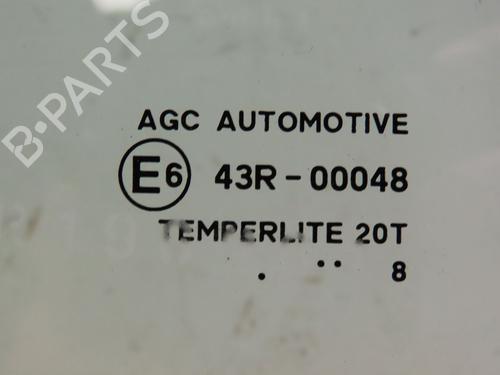 B-PARTS
AGC AUTOMOTIVE
E6 43R-00048
TEMPERLITE 20T
. .. 8